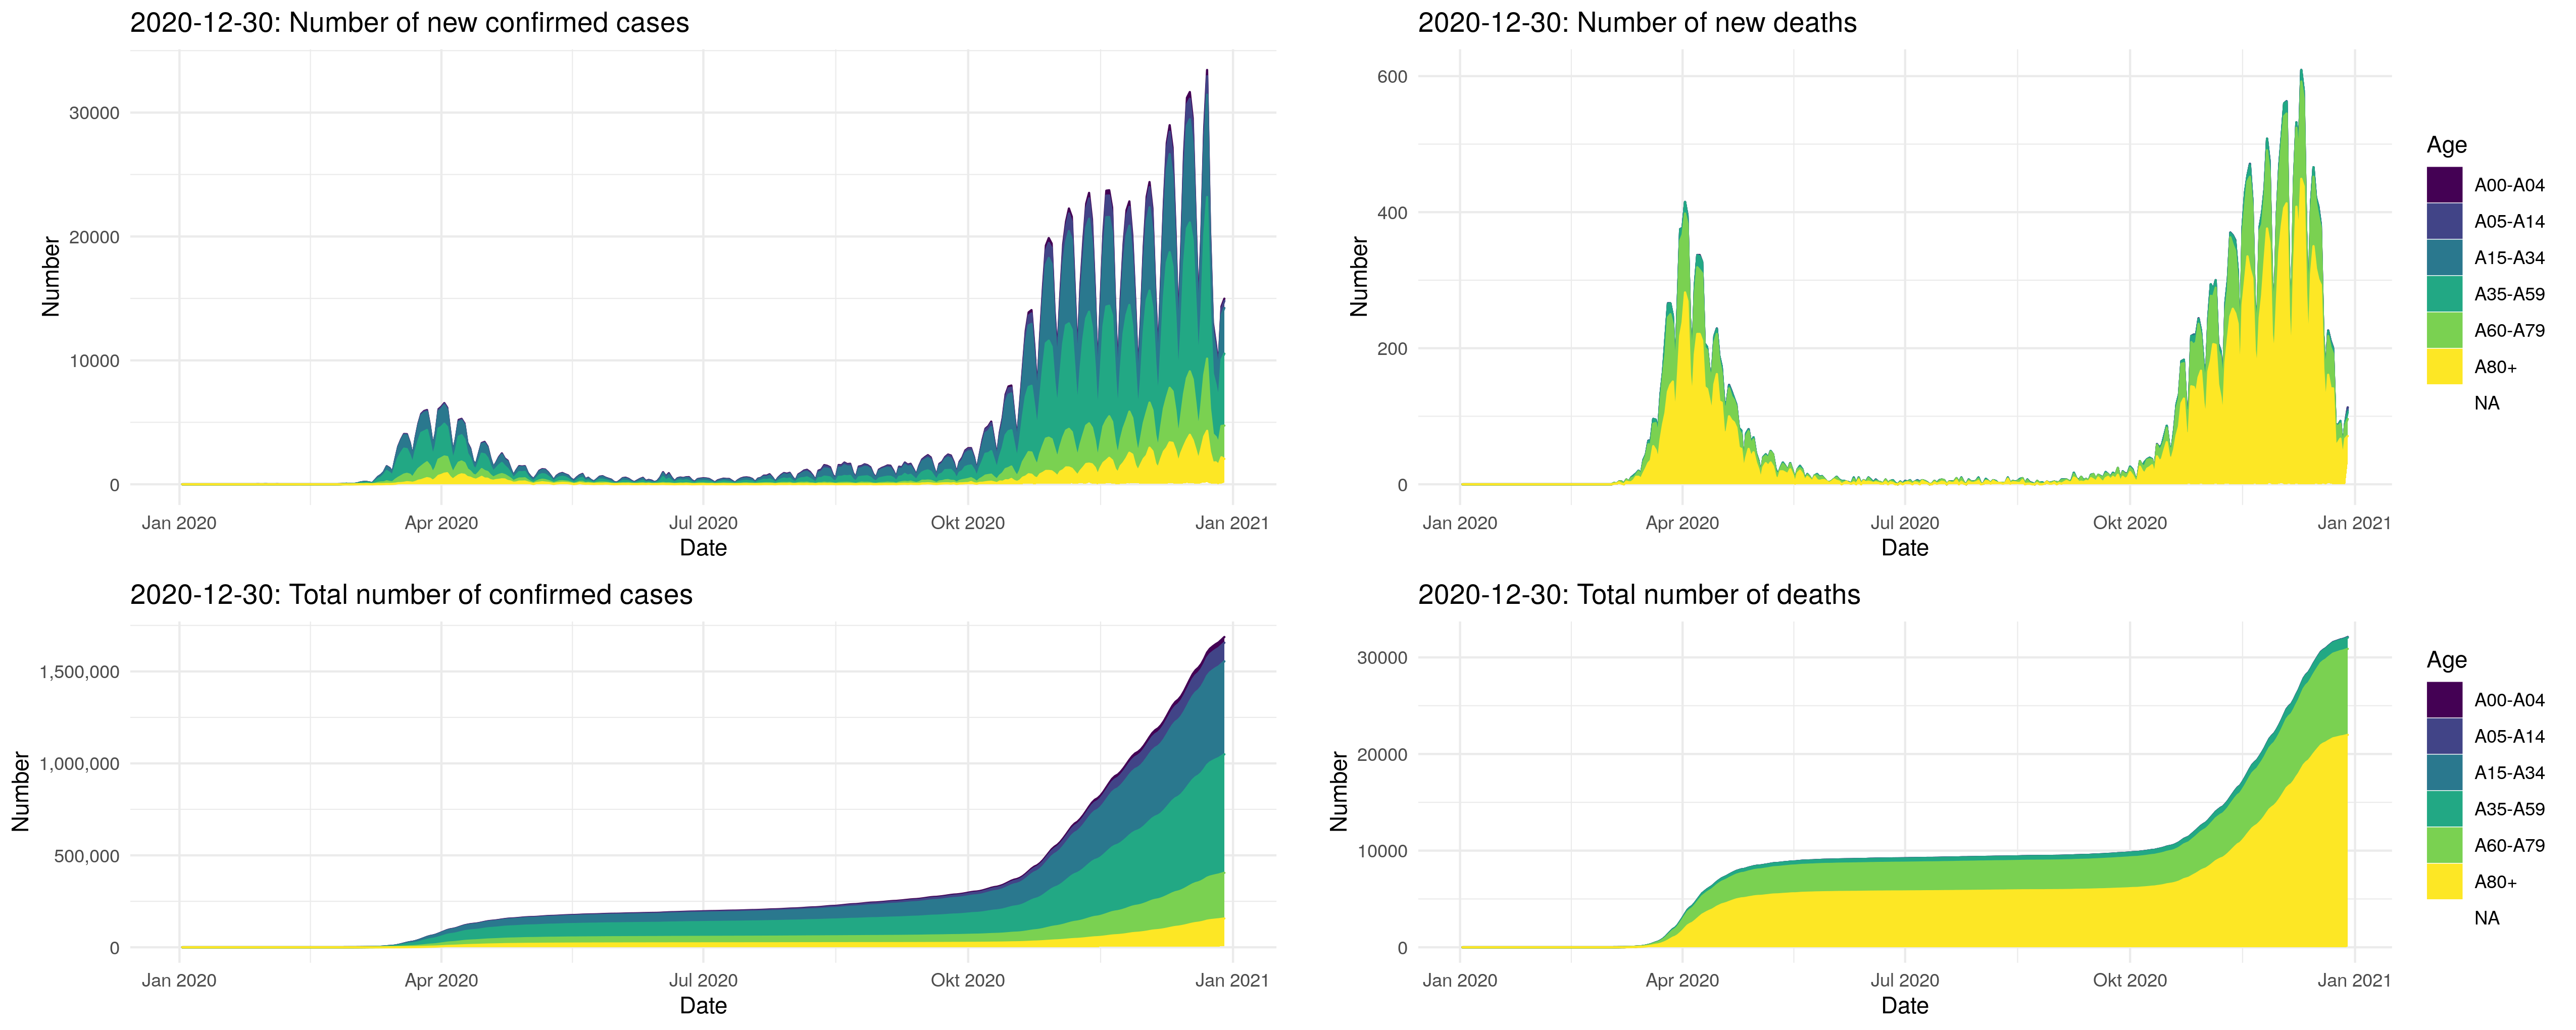 2020-12-30: Number of new confirmed cases
Number
30000
20000
10000
0
Jan 2020 Apr 2020 Jul 2020 Okt 2020 Jan 2021
Date
2020-12-30: Number of new deaths
Number
600
400
200
0
Jan 2020 Apr 2020 Jul 2020 Okt 2020 Jan 2021
Date
Age
A00-A04
A05-A14
A15-A34
A35-A59
A60-A79
A80+
NA
2020-12-30: Total number of confirmed cases
Number
1,500,000
1,000,000
500,000
0
Jan 2020 Apr 2020 Jul 2020 Okt 2020 Jan 2021
Date
2020-12-30: Total number of deaths
Number
30000
20000
10000
0
Jan 2020 Apr 2020 Jul 2020 Okt 2020 Jan 2021
Date
Age
A00-A04
A05-A14
A15-A34
A35-A59
A60-A79
A80+
NA